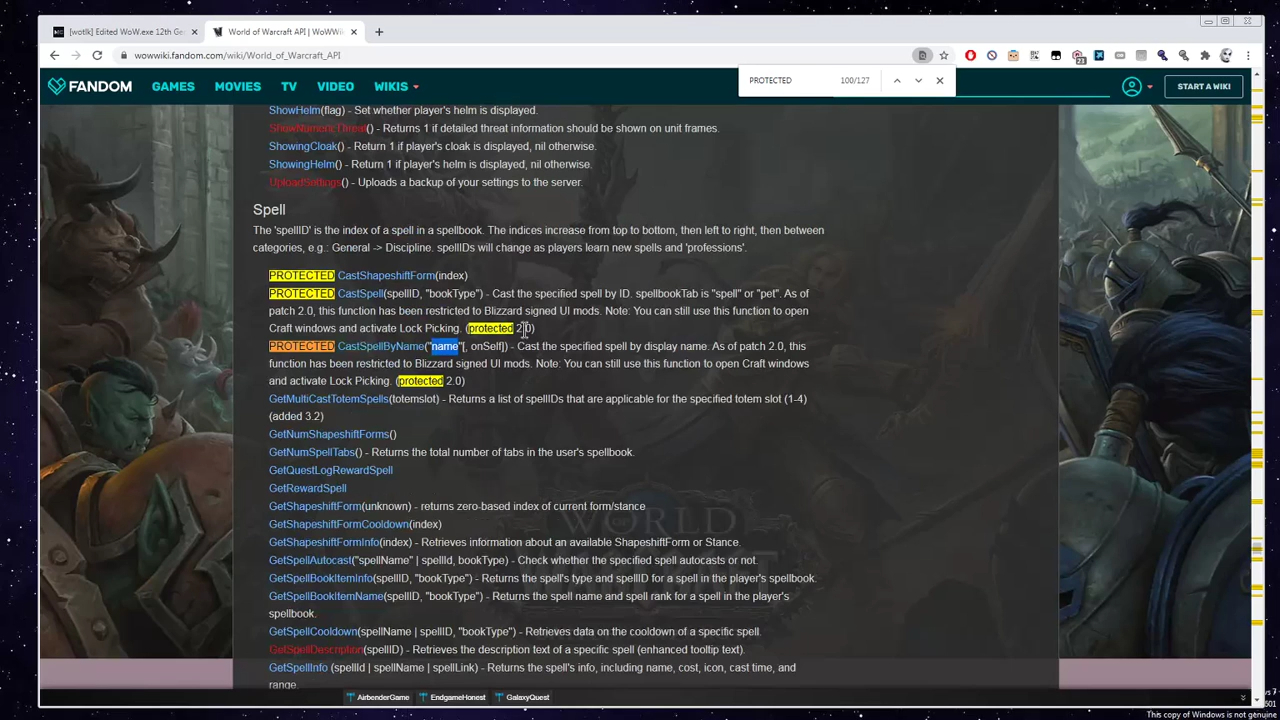 [wotlk] Edited WoW.exe 12th Ge
World of Warcraft API | WoWWiki
wowwiki.fandom.com/wiki/World_of_Warcraft_API
23
PROTECTED
100/127
FANDOM
GAMES
MOVIES
TV
VIDEO
WIKIS
START A WIKI
ShowHelm(flag) - Set whether player's helm is displayed.
ShowNumericThreat() - Returns 1 if detailed threat information should be shown on unit frames.
ShowingCloak() - Return 1 if player's cloak is displayed, nil otherwise.
ShowingHelm() - Return 1 if player's helm is displayed, nil otherwise.
UploadSettings() - Uploads a backup of your settings to the server.
Spell
The 'spellID' is the index of a spell in a spellbook. The indices increase from top to bottom, then left to right, then between
categories, e.g.: General -> Discipline. spellIDs will change as players learn new spells and 'professions'.
PROTECTED CastShapeshiftForm(index)
PROTECTED CastSpell(spellID, "bookType") - Cast the specified spell by ID. spellbookTab is "spell" or "pet". As of
patch 2.0, this function has been restricted to Blizzard signed UI mods. Note: You can still use this function to open
Craft windows and activate Lock Picking. (protected 2.0)
PROTECTED CastSpellByName("name"[, onSelf]) - Cast the specified spell by display name. As of patch 2.0, this
function has been restricted to Blizzard signed UI mods. Note: You can still use this function to open Craft windows
and activate Lock Picking. (protected 2.0)
GetMultiCastTotemSpells(totemslot) - Returns a list of spellIDs that are applicable for the specified totem slot (1-4)
(added 3.2)
GetNumShapeshiftForms()
GetNumSpellTabs() - Returns the total number of tabs in the user's spellbook.
GetQuestLogRewardSpell
GetRewardSpell
GetShapeshiftForm(unknown) - returns zero-based index of current form/stance
GetShapeshiftFormCooldown(index)
GetShapeshiftFormInfo(index) - Retrieves information about an available ShapeshiftForm or Stance.
GetSpellAutocast("spellName" | spellId, bookType) - Check whether the specified spell autocasts or not.
GetSpellBookItemInfo(spellID, "bookType") - Returns the spell's type and spellID for a spell in the player's spellbook.
GetSpellBookItemName(spellID, "bookType") - Returns the spell name and spell rank for a spell in the player's
spellbook.
GetSpellCooldown(spellName | spellID, "bookType") - Retrieves data on the cooldown of a specific spell.
GetSpellDescription(spellID) - Retrieves the description text of a specific spell (enhanced tooltip text).
GetSpellInfo (spellId | spellName | spellLink) - Returns the spell's info, including name, cost, icon, cast time, and
range.
WORLD
AirbenderGame
EndgameHonest
GalaxyQuest
This copy of Windows is not genuine